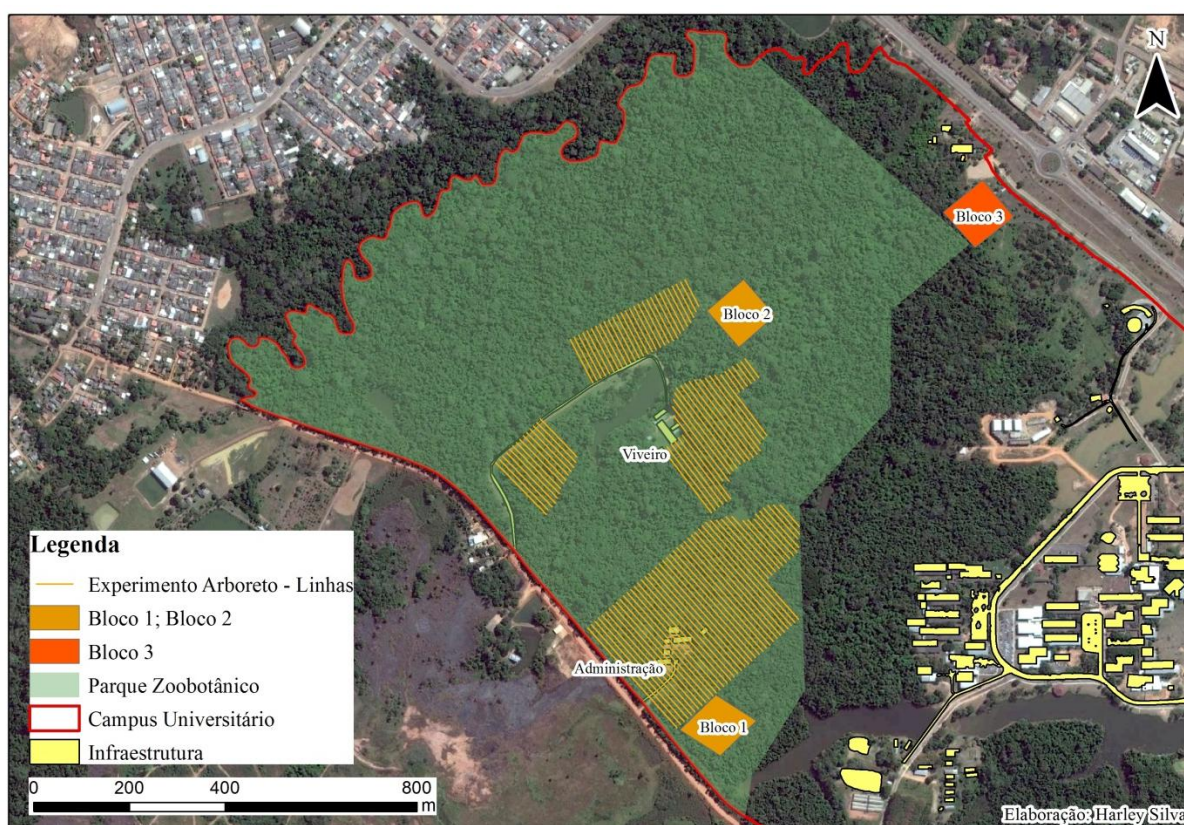 N
Bloco 3
Bloco 2
Viveiro
Administração
Bloco 1
Legenda
Experimento Arboreto - Linhas
Bloco 1; Bloco 2
Bloco 3
Parque Zoobotânico
Campus Universitário
Infraestrutura
0 200 400 800
m
Elaboração: Harley Silva